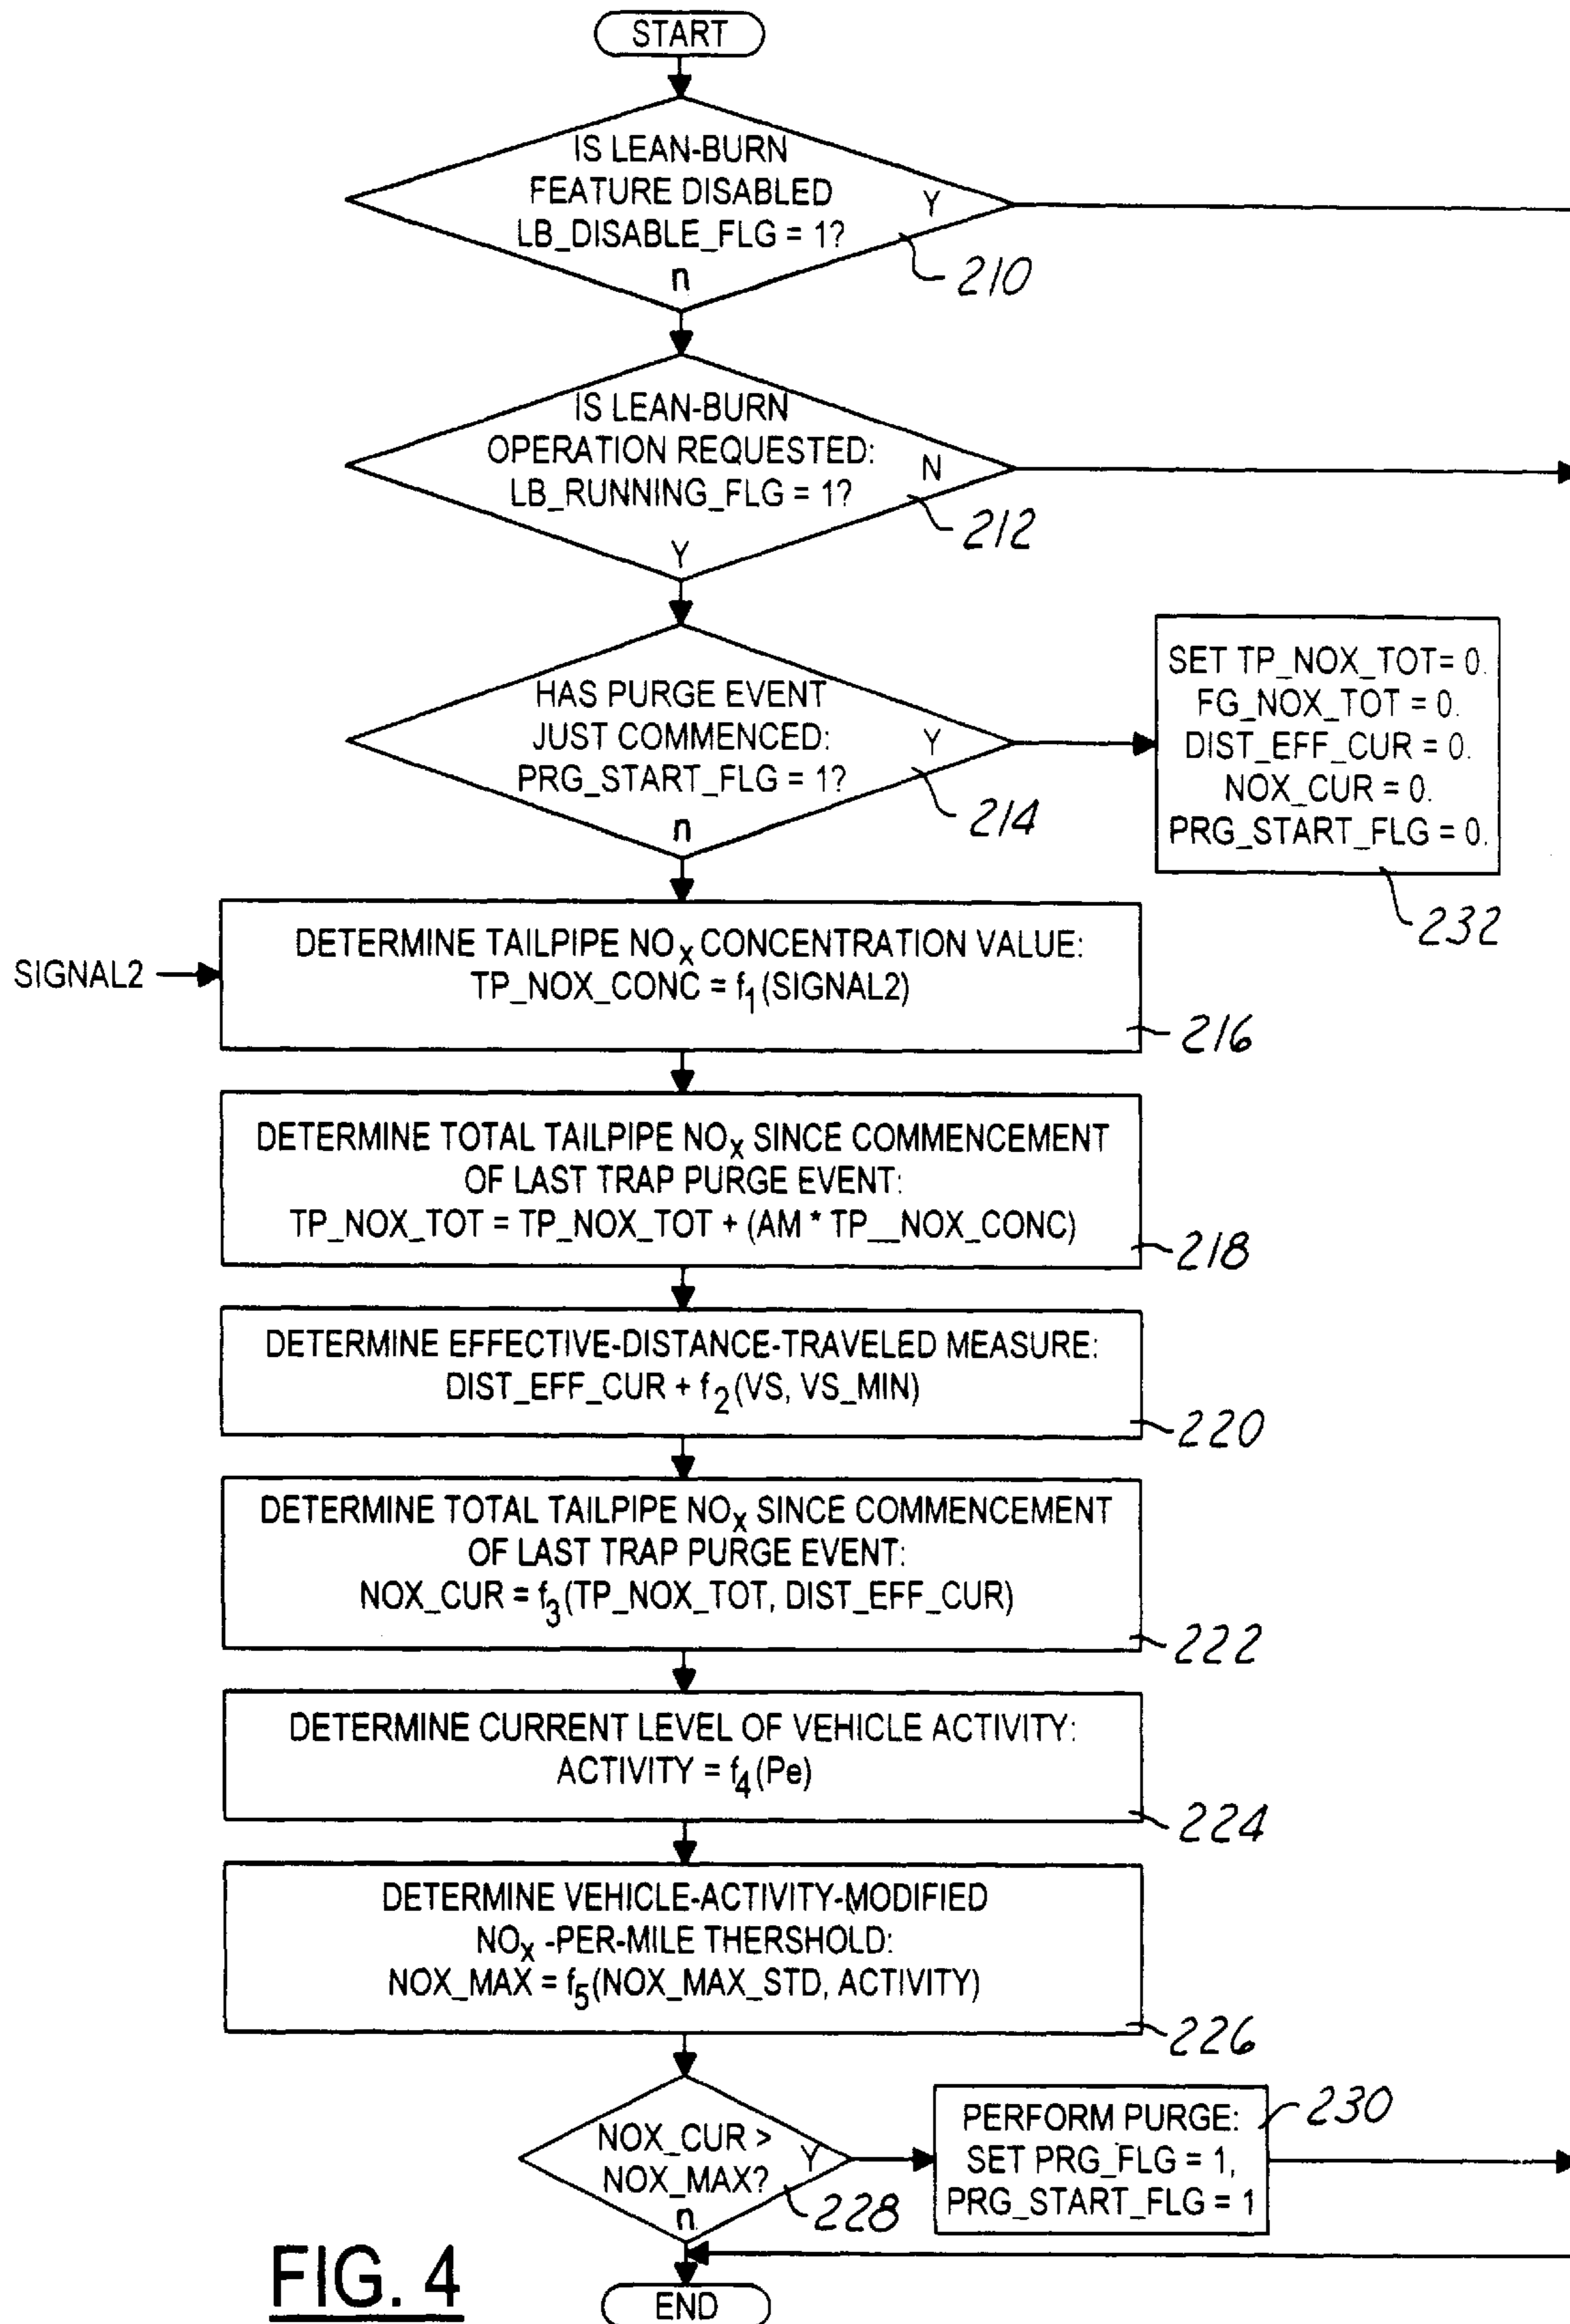 START
IS LEAN-BURN
FEATURE DISABLED
LB_DISABLE_FLG = 1?
Y
n
210
IS LEAN-BURN
OPERATION REQUESTED:
LB_RUNNING_FLG = 1?
N
Y
212
HAS PURGE EVENT
JUST COMMENCED:
PRG_START_FLG = 1?
Y
n
214
SET TP_NOX_TOT= 0.
FG_NOX_TOT = 0.
DIST_EFF_CUR = 0.
NOX_CUR = 0.
PRG_START_FLG = 0.
232
SIGNAL2
DETERMINE TAILPIPE NOx CONCENTRATION VALUE:
TP_NOX_CONC = f1(SIGNAL2)
216
DETERMINE TOTAL TAILPIPE NOx SINCE COMMENCEMENT
OF LAST TRAP PURGE EVENT:
TP_NOX_TOT = TP_NOX_TOT + (AM * TP__NOX_CONC)
218
DETERMINE EFFECTIVE-DISTANCE-TRAVELED MEASURE:
DIST_EFF_CUR + f2(VS, VS_MIN)
220
DETERMINE TOTAL TAILPIPE NOx SINCE COMMENCEMENT
OF LAST TRAP PURGE EVENT:
NOX_CUR = f3(TP_NOX_TOT, DIST_EFF_CUR)
222
DETERMINE CURRENT LEVEL OF VEHICLE ACTIVITY:
ACTIVITY = f4(Pe)
224
DETERMINE VEHICLE-ACTIVITY-MODIFIED
NOx -PER-MILE THERSHOLD:
NOX_MAX = f5(NOX_MAX_STD, ACTIVITY)
226
NOX_CUR >
NOX_MAX?
Y
n
228
PERFORM PURGE:
SET PRG_FLG = 1,
PRG_START_FLG = 1
230
END
FIG. 4